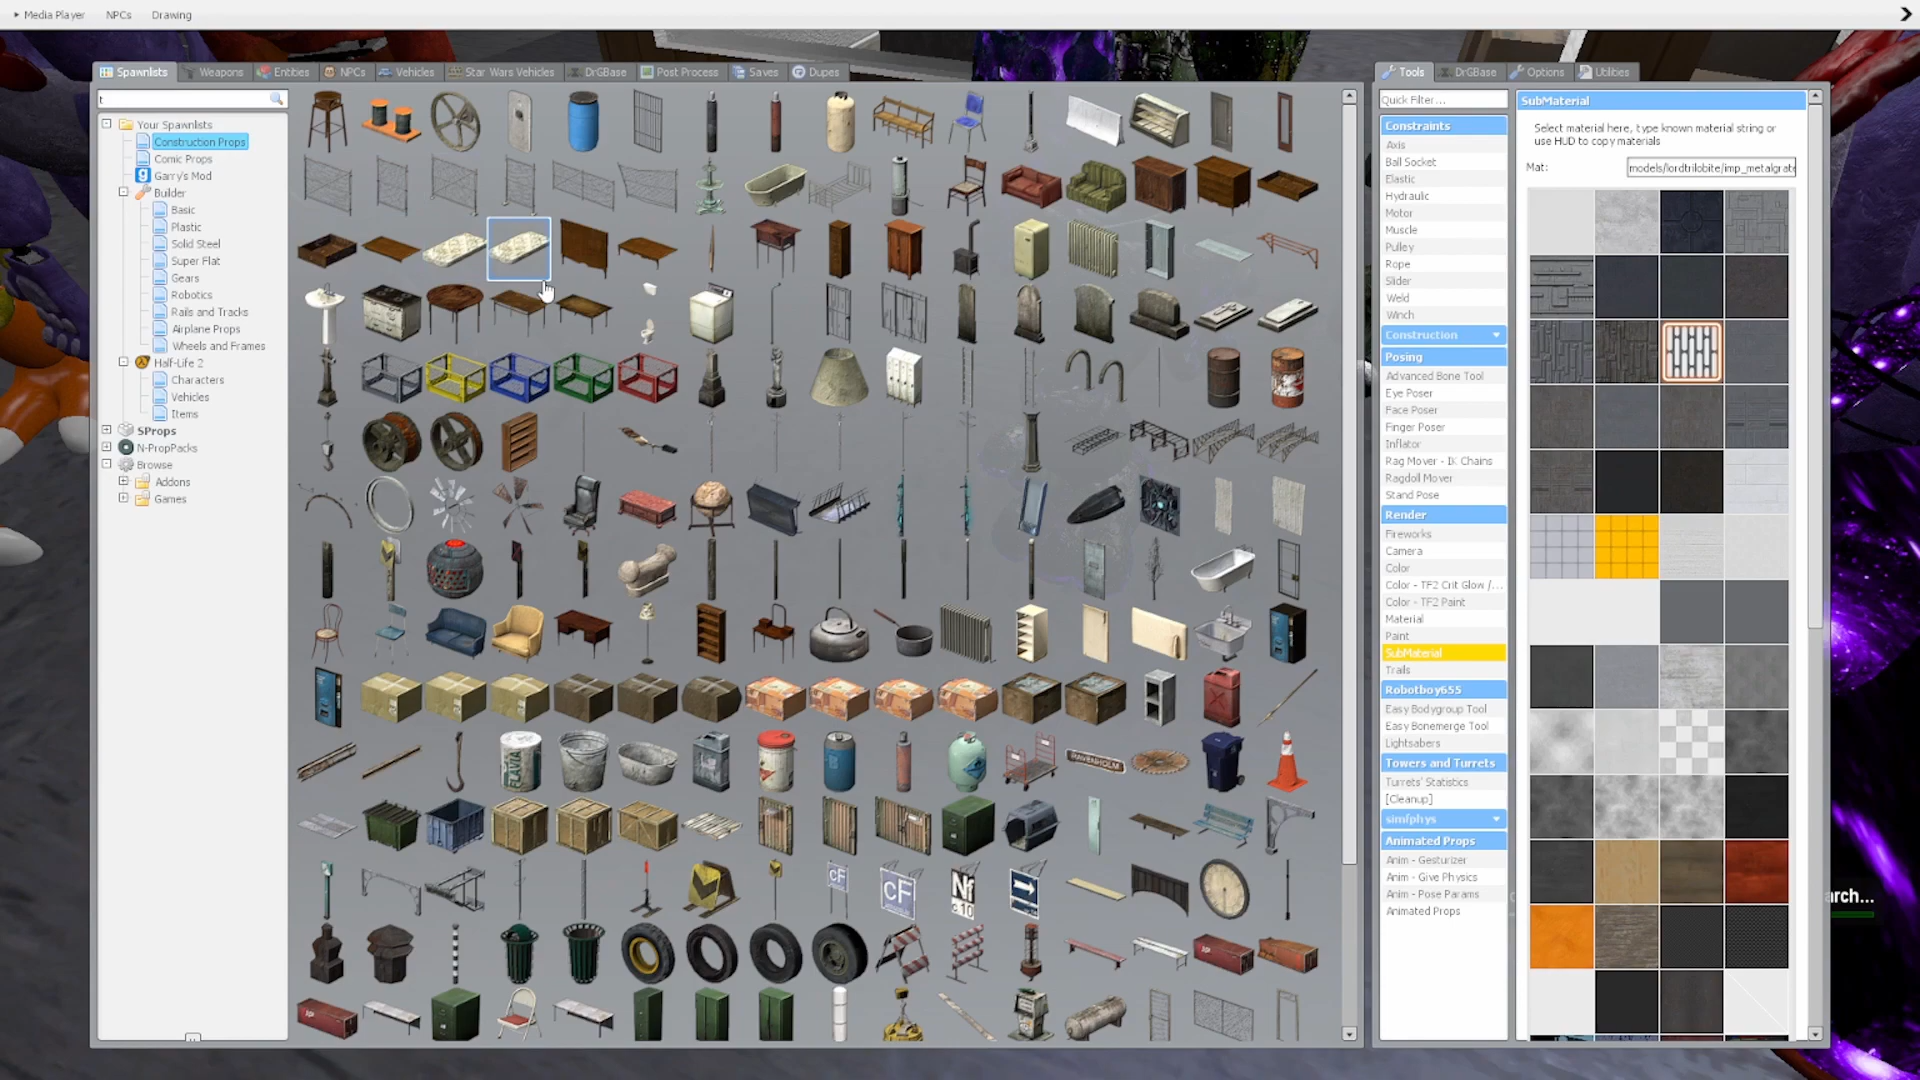 Media Player NPCs Drawing
Spawnlists Weapons Entities NPCs Vehicles Star Wars Vehicles DrGBase Post Process Saves Dupes
t
Your Spawnlists
Construction Props
Comic Props
Garry's Mod
Builder
Basic
Plastic
Solid Steel
Super Flat
Gears
Robotics
Rails and Tracks
Airplane Props
Wheels and Frames
Half-Life 2
Characters
Vehicles
Items
SProps
N-PropPacks
Browse
Addons
Games
RAVENHOLM
cF
cF
Nf
c 10
Tools DrGBase Options Utilities
Quick Filter...
Constraints
Axis
Ball Socket
Elastic
Hydraulic
Motor
Muscle
Pulley
Rope
Slider
Weld
Winch
Construction
Posing
Advanced Bone Tool
Eye Poser
Face Poser
Finger Poser
Inflator
Rag Mover - IK Chains
Ragdoll Mover
Stand Pose
Render
Fireworks
Camera
Color
Color - TF2 Crit Glow /...
Color - TF2 Paint
Material
Paint
SubMaterial
Trails
Robotboy655
Easy Bodygroup Tool
Easy Bonemerge Tool
Lightsabers
Towers and Turrets
Turrets' Statistics
[Cleanup]
simfphys
Animated Props
Anim - Gesturizer
Anim - Give Physics
Anim - Pose Params
Animated Props
SubMaterial
Select material here, type known material string or
use HUD to copy materials
Mat: models/lordtrilobite/imp_metalgrate
arch...